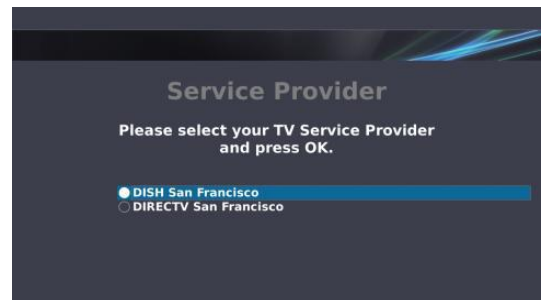 Service Provider
Please select your TV Service Provider
and press OK.
DISH San Francisco
DIRECTV San Francisco